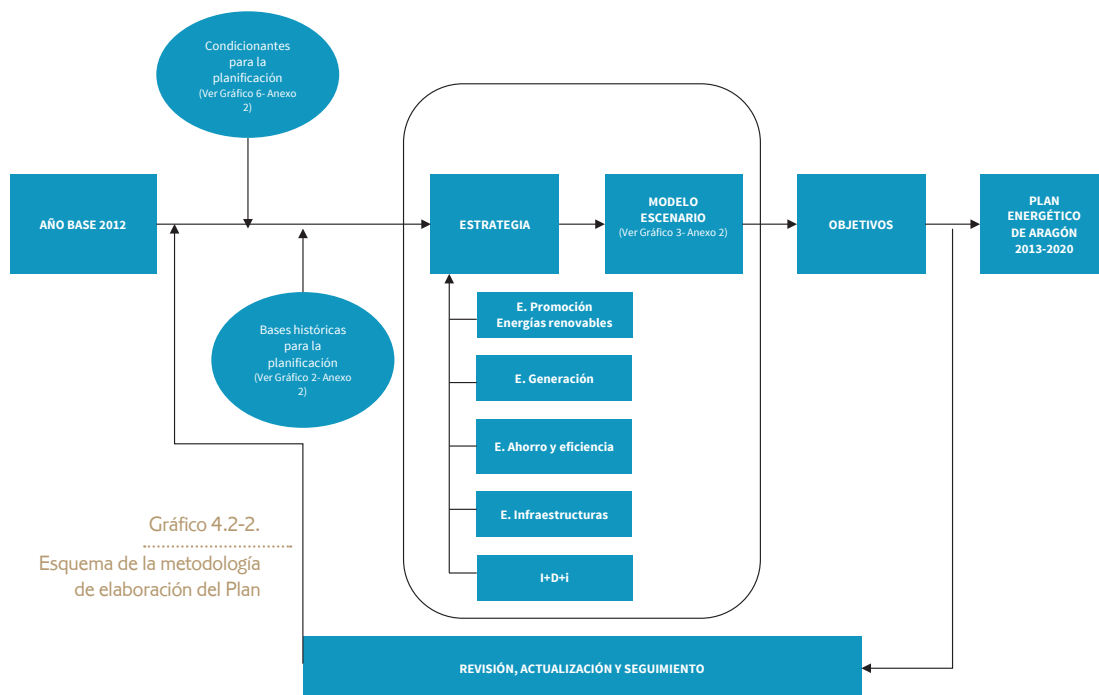 Condicionantes
para la
planificación
(Ver Gráfico 6- Anexo
2)
AÑO BASE 2012
ESTRATEGIA
MODELO
ESCENARIO
(Ver Gráfico 3- Anexo 2)
OBJETIVOS
PLAN
ENERGÉTICO
DE ARAGÓN
2013-2020
Bases históricas
para la
planificación
(Ver Gráfico 2- Anexo
2)
E. Promoción
Energías renovables
E. Generación
E. Ahorro y eficiencia
E. Infraestructuras
I+D+i
Gráfico 4.2-2.
Esquema de la metodología
de elaboración del Plan
REVISIÓN, ACTUALIZACIÓN Y SEGUIMIENTO